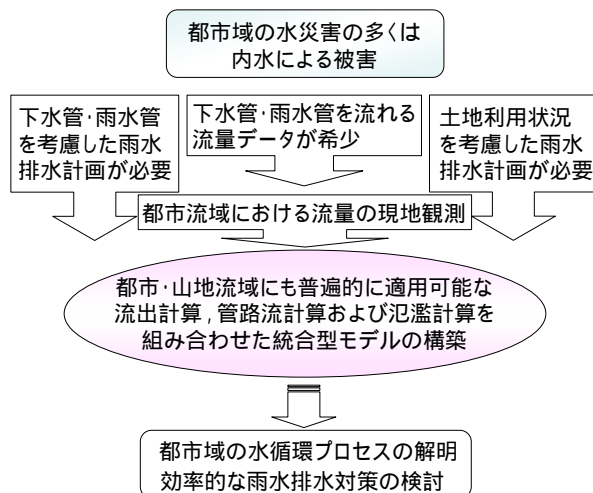 都市域の水災害の多くは
内水による被害
下水管・雨水管
を考慮した雨水
排水計画が必要
下水管・雨水管を流れる
流量データが希少
土地利用状況
を考慮した雨水
排水計画が必要
都市流域における流量の現地観測
都市・山地流域にも普遍的に適用可能な
流出計算，管路流計算および氾濫計算を
組み合わせた統合型モデルの構築
都市域の水循環プロセスの解明
効率的な雨水排水対策の検討